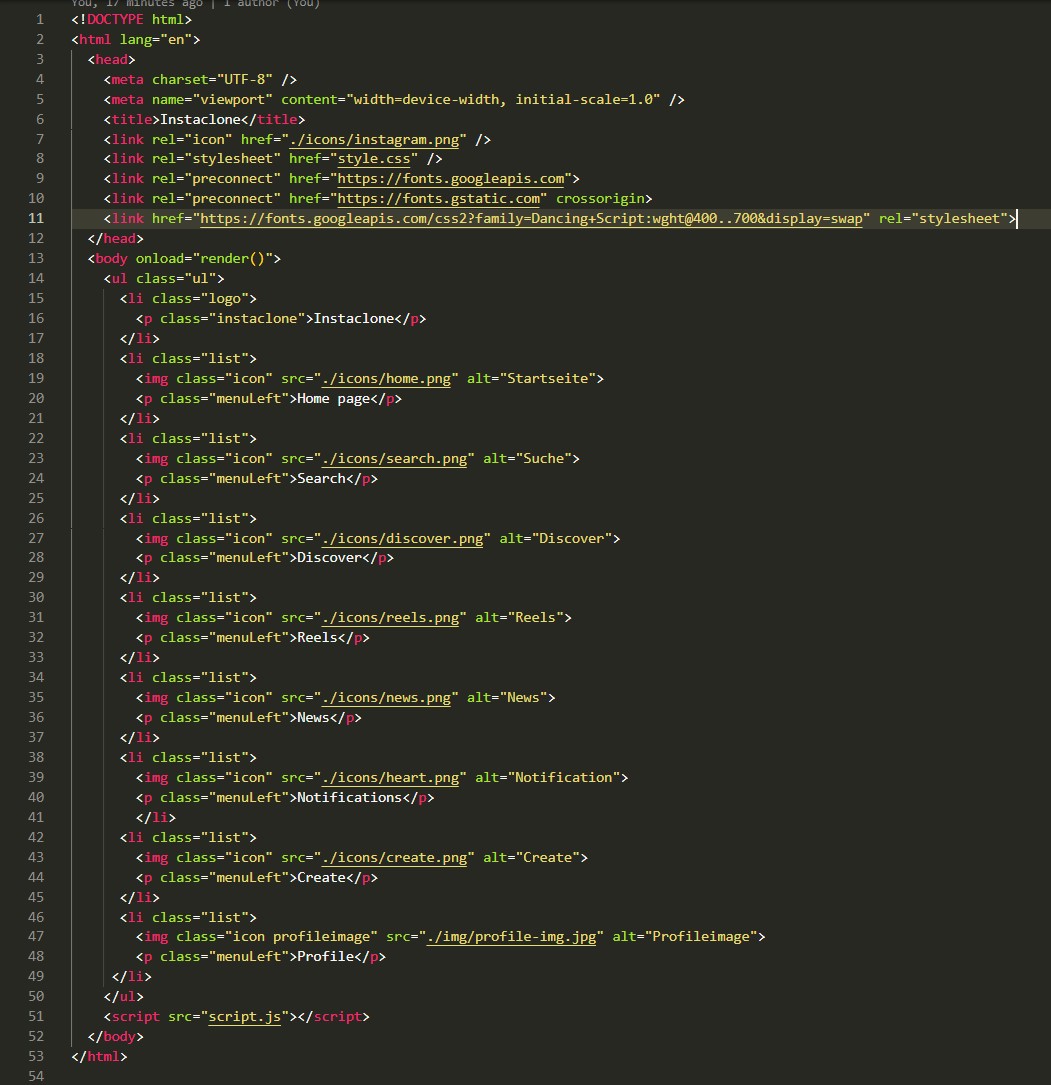 You, 17 minutes ago | 1 author (You)
1 <!DOCTYPE html>
2 <html lang="en">
3 <head>
4 <meta charset="UTF-8" />
5 <meta name="viewport" content="width=device-width, initial-scale=1.0" />
6 <title>Instaclone</title>
7 <link rel="icon" href="./icons/instagram.png" />
8 <link rel="stylesheet" href="style.css" />
9 <link rel="preconnect" href="https://fonts.googleapis.com">
10 <link rel="preconnect" href="https://fonts.gstatic.com" crossorigin>
11 <link href="https://fonts.googleapis.com/css2?family=Dancing+Script:wght@400..700&display=swap" rel="stylesheet">
12 </head>
13 <body onload="render()">
14 <ul class="ul">
15 <li class="logo">
16 <p class="instaclone">Instaclone</p>
17 </li>
18 <li class="list">
19 <img class="icon" src="./icons/home.png" alt="Startseite">
20 <p class="menuLeft">Home page</p>
21 </li>
22 <li class="list">
23 <img class="icon" src="./icons/search.png" alt="Suche">
24 <p class="menuLeft">Search</p>
25 </li>
26 <li class="list">
27 <img class="icon" src="./icons/discover.png" alt="Discover">
28 <p class="menuLeft">Discover</p>
29 </li>
30 <li class="list">
31 <img class="icon" src="./icons/reels.png" alt="Reels">
32 <p class="menuLeft">Reels</p>
33 </li>
34 <li class="list">
35 <img class="icon" src="./icons/news.png" alt="News">
36 <p class="menuLeft">News</p>
37 </li>
38 <li class="list">
39 <img class="icon" src="./icons/heart.png" alt="Notification">
40 <p class="menuLeft">Notifications</p>
41 </li>
42 <li class="list">
43 <img class="icon" src="./icons/create.png" alt="Create">
44 <p class="menuLeft">Create</p>
45 </li>
46 <li class="list">
47 <img class="icon profileimage" src="./img/profile-img.jpg" alt="Profileimage">
48 <p class="menuLeft">Profile</p>
49 </li>
50 </ul>
51 <script src="script.js"></script>
52 </body>
53 </html>
54